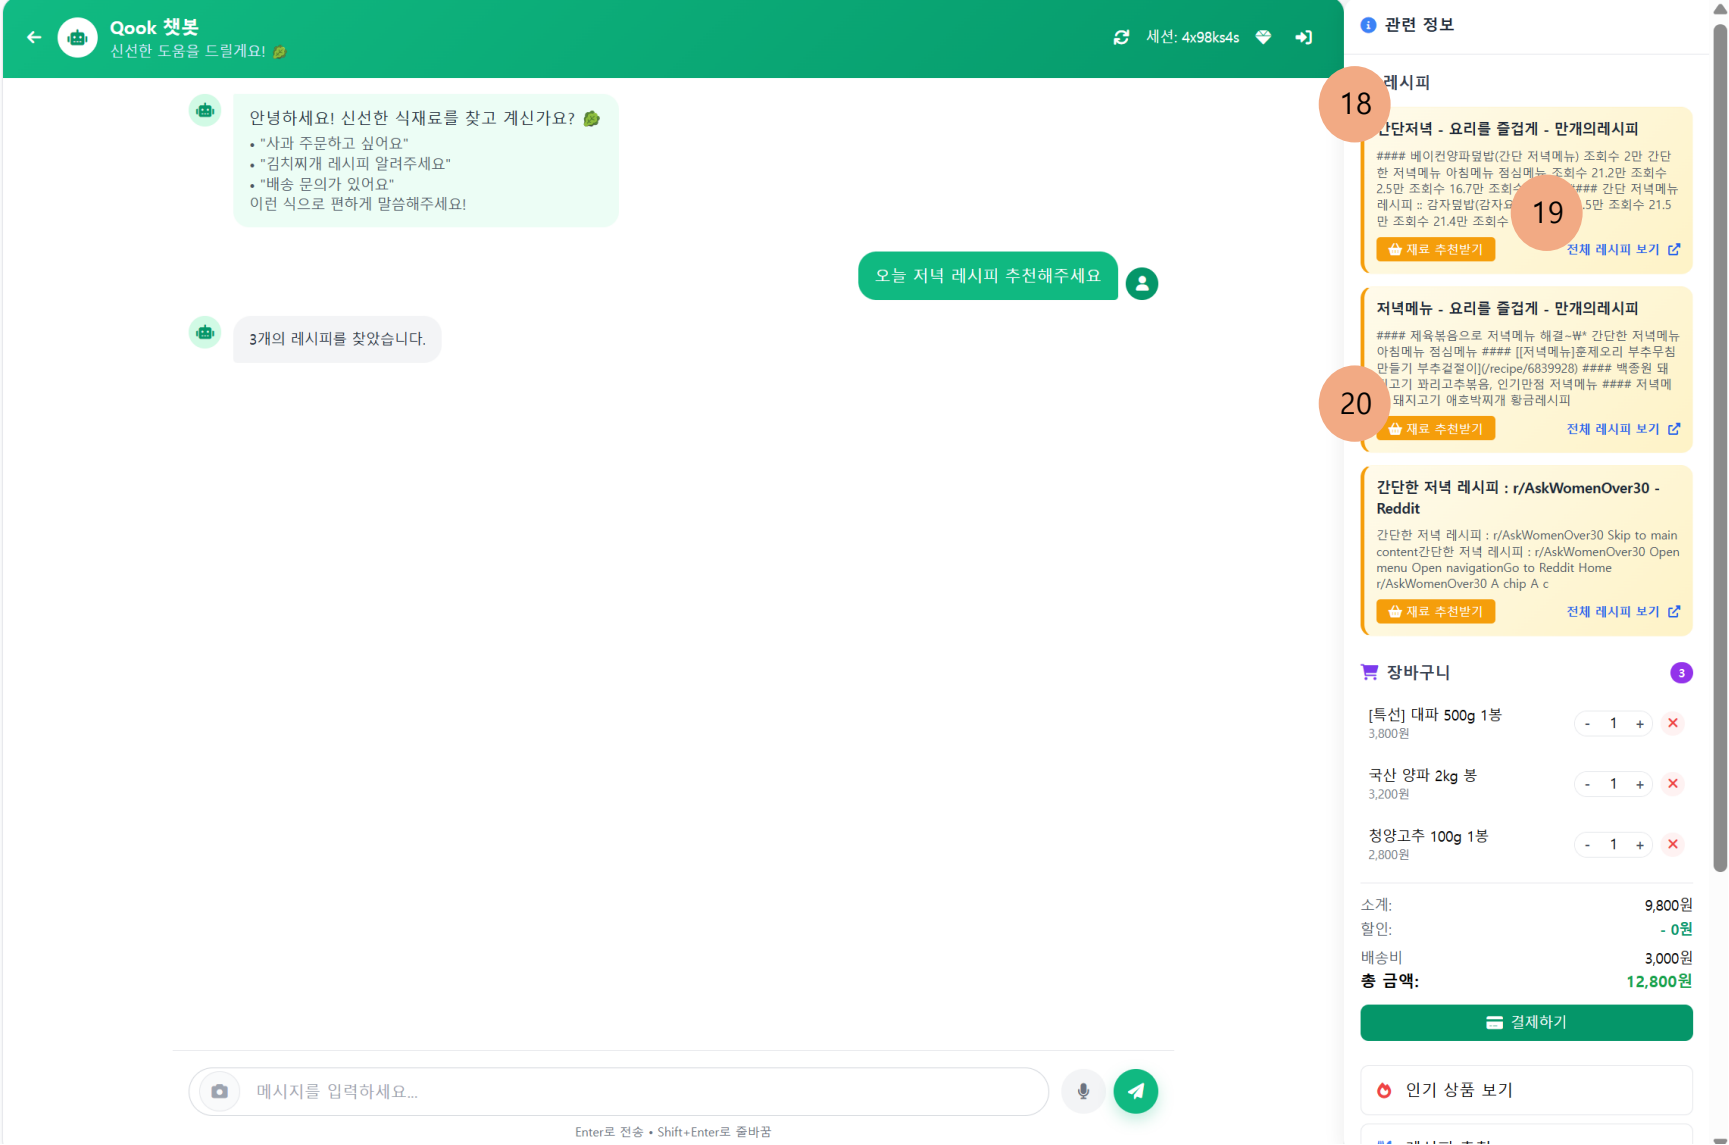 Qook 챗봇
신선한 도움을 드릴게요!
세션: 4x98ks4s
안녕하세요! 신선한 식재료를 찾고 계신가요?
• "사과 주문하고 싶어요"
• "김치찌개 레시피 알려주세요"
• "배송 문의가 있어요"
이런 식으로 편하게 말씀해주세요!
오늘 저녁 레시피 추천해주세요
3개의 레시피를 찾았습니다.
메시지를 입력하세요...
Enter로 전송 • Shift+Enter로 줄바꿈
관련 정보
레시피
18
간단저녁 - 요리를 즐겁게 - 만개의레시피
#### 베이컨양파덮밥(간단 저녁메뉴) 조회수 2만 간단
한 저녁메뉴 아침메뉴 점심메뉴 조회수 21.2만 조회수
2.5만 조회수 16.7만 조회수 ### 간단 저녁메뉴
레시피 :: 감자덮밥(감자요 .5만 조회수 21.5
만 조회수 21.4만 조회수
19
재료 추천받기
전체 레시피 보기
저녁메뉴 - 요리를 즐겁게 - 만개의레시피
#### 제육볶음으로 저녁메뉴 해결~₩* 간단한 저녁메뉴
아침메뉴 점심메뉴 #### [[저녁메뉴]훈제오리 부추무침
만들기 부추겉절이](/recipe/6839928) #### 백종원 돼
지고기 꽈리고추볶음, 인기만점 저녁메뉴 #### 저녁메
돼지고기 애호박찌개 황금레시피
20
재료 추천받기
전체 레시피 보기
간단한 저녁 레시피 : r/AskWomenOver30 -
Reddit
간단한 저녁 레시피 : r/AskWomenOver30 Skip to main
content간단한 저녁 레시피 : r/AskWomenOver30 Open
menu Open navigationGo to Reddit Home
r/AskWomenOver30 A chip A c
재료 추천받기
전체 레시피 보기
장바구니
3
[특선] 대파 500g 1봉
3,800원
- 1 +
국산 양파 2kg 봉
3,200원
- 1 +
청양고추 100g 1봉
2,800원
- 1 +
소계: 9,800원
할인: - 0원
배송비 3,000원
총 금액: 12,800원
결제하기
인기 상품 보기